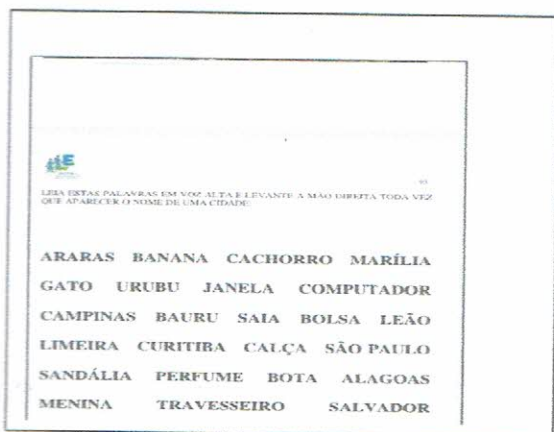 LEIA ESTAS PALAVRAS EM VOZ ALTA E LEVANTE A MÃO DIREITA TODA VEZ
QUE APARECER O NOME DE UMA CIDADE
ARARAS BANANA CACHORRO MARÍLIA
GATO URUBU JANELA COMPUTADOR
CAMPINAS BAURU SAIA BOLSA LEÃO
LIMEIRA CURITIBA CALÇA SÃO PAULO
SANDÁLIA PERFUME BOTA ALAGOAS
MENINA TRAVESSEIRO SALVADOR